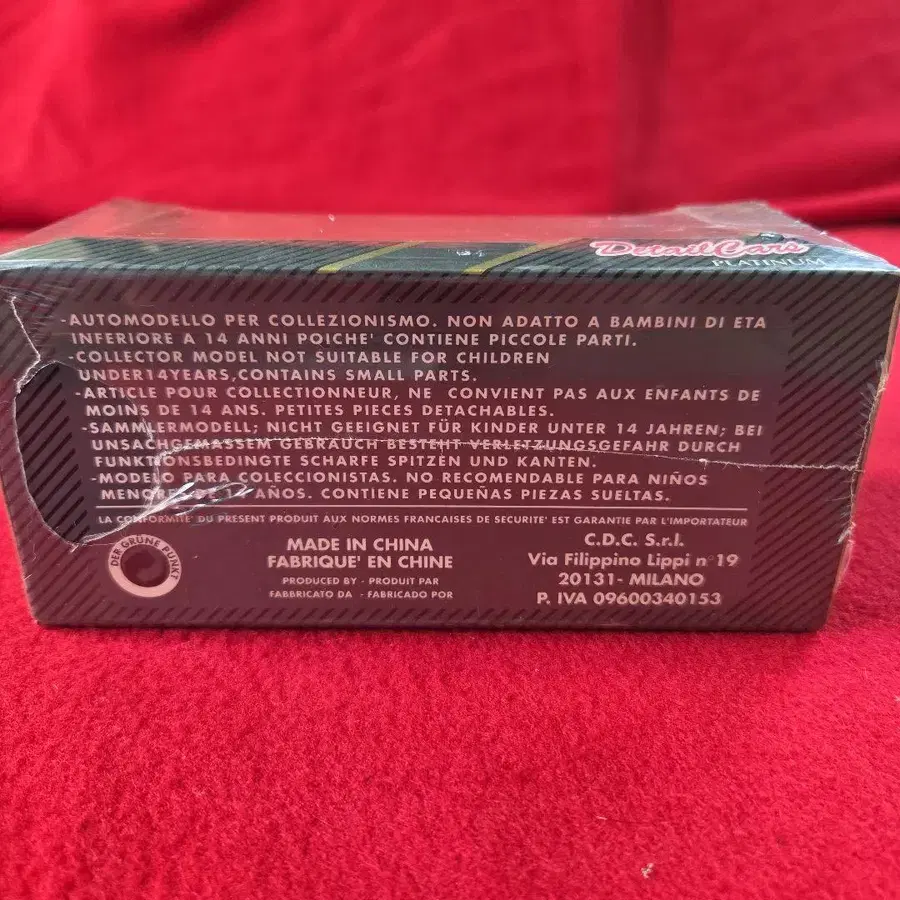 Detail Cars
PLATINUM
-AUTOMODELLO PER COLLEZIONISMO. NON ADATTO A BAMBINI DI ETA
INFERIORE A 14 ANNI POICHE' CONTIENE PICCOLE PARTI.
-COLLECTOR MODEL NOT SUITABLE FOR CHILDREN
UNDER14YEARS,CONTAINS SMALL PARTS.
-ARTICLE POUR COLLECTIONNEUR, NE CONVIENT PAS AUX ENFANTS DE
MOINS DE 14 ANS. PETITES PIECES DETACHABLES.
-SAMMLERMODELL; NICHT GEEIGNET FÜR KINDER UNTER 14 JAHREN; BEI
UNSACHGEMASSEM GEBRAUCH BESTEHT VERLETZUNGSGEFAHR DURCH
FUNKTIONSBEDINGTE SCHARFE SPITZEN UND KANTEN.
-MODELO PARA COLECCIONISTAS. NO RECOMENDABLE PARA NIÑOS
DE 14 AÑOS. CONTIENE PEQUEÑAS PIEZAS SUELTAS.
LA CONFORMITE' DU PRESENT PRODUIT AUX NORMES FRANCAISES DE SECURITE' EST GARANTIE PAR L'IMPORTATEUR
DER GRÜNE PUNKT
MADE IN CHINA
FABRIQUE' EN CHINE
PRODUCED BY - PRODUIT PAR
FABBRICATO DA - FABRICADO POR
C.D.C. S.r.l.
Via Filippino Lippi n°19
20131- MILANO
P. IVA 09600340153